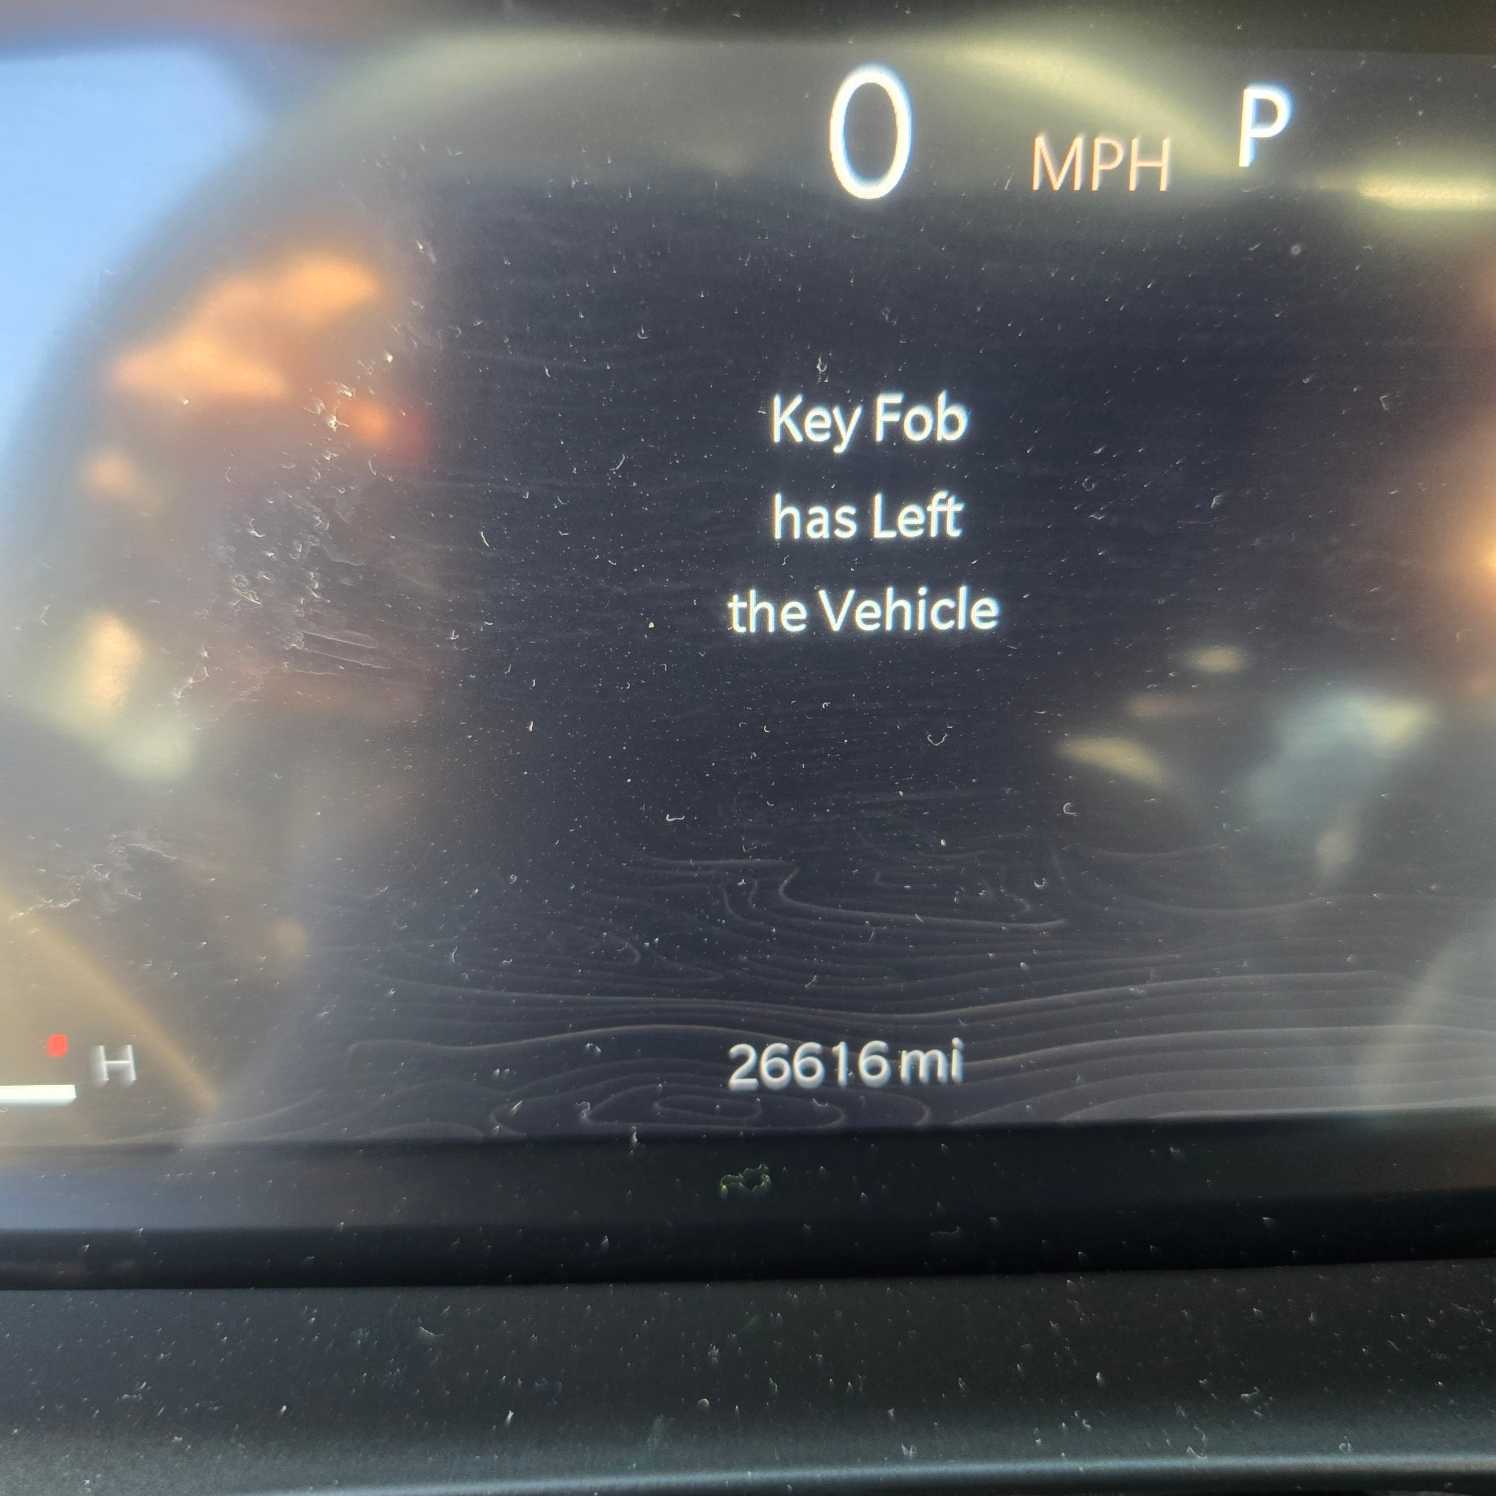 0 MPH P
Key Fob
has Left
the Vehicle
H
26616 mi